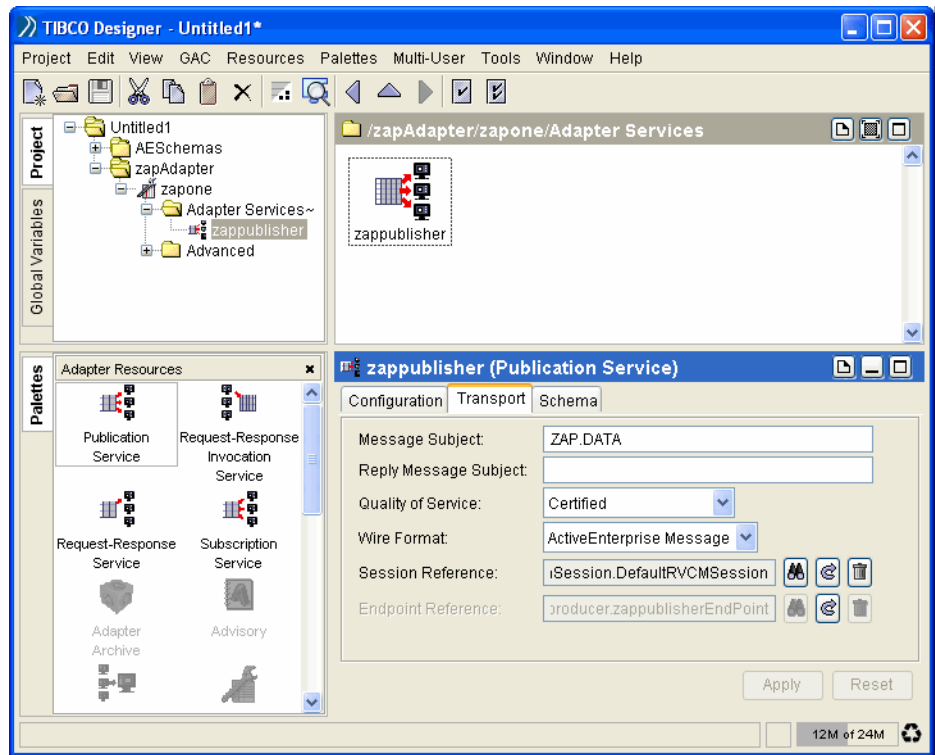 TIBCO Designer - Untitled1*
Project Edit View GAC Resources Palettes Multi-User Tools Window Help
Project
Global Variables
Untitled1
AESchemas
zapAdapter
zapone
Adapter Services~
zappublisher
Advanced
/zapAdapter/zapone/Adapter Services
zappublisher
Palettes
Adapter Resources
Publication
Service
Request-Response
Invocation
Service
Request-Response
Service
Subscription
Service
Adapter
Archive
Advisory
zappublisher (Publication Service)
Configuration Transport Schema
Message Subject: ZAP.DATA
Reply Message Subject:
Quality of Service: Certified
Wire Format: ActiveEnterprise Message
Session Reference: ıSession.DefaultRVCMSession
Endpoint Reference: producer.zappublisherEndPoint
Apply Reset
12M of 24M